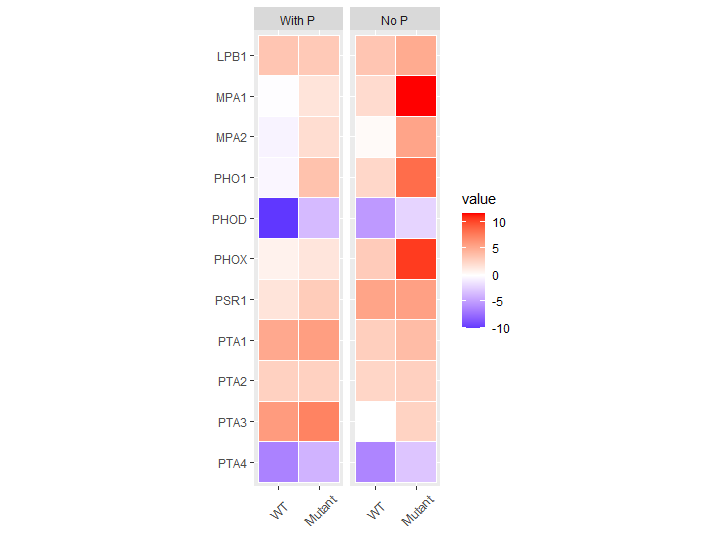 With P
No P
LPB1
MPA1
MPA2
PHO1
PHOD
PHOX
PSR1
PTA1
PTA2
PTA3
PTA4
WT
Mutant
WT
Mutant
value
10
5
0
-5
-10